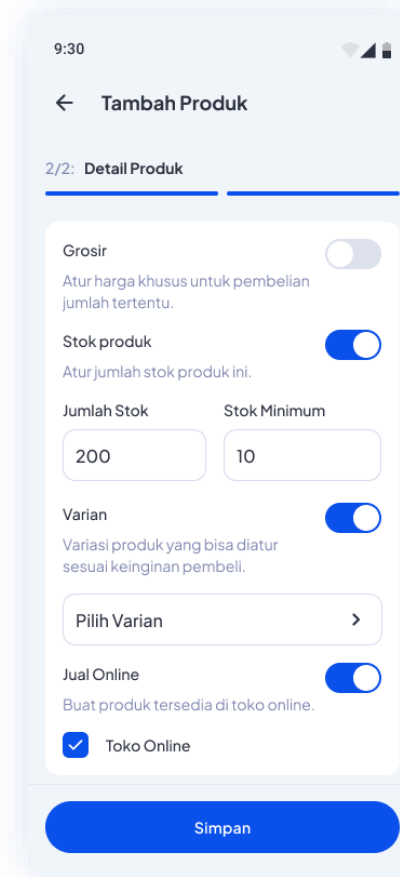 9:30
Tambah Produk
2/2: Detail Produk
Grosir
Atur harga khusus untuk pembelian
jumlah tertentu.
Stok produk
Atur jumlah stok produk ini.
Jumlah Stok Stok Minimum
200 10
Varian
Variasi produk yang bisa diatur
sesuai keinginan pembeli.
Pilih Varian
Jual Online
Buat produk tersedia di toko online.
Toko Online
Simpan